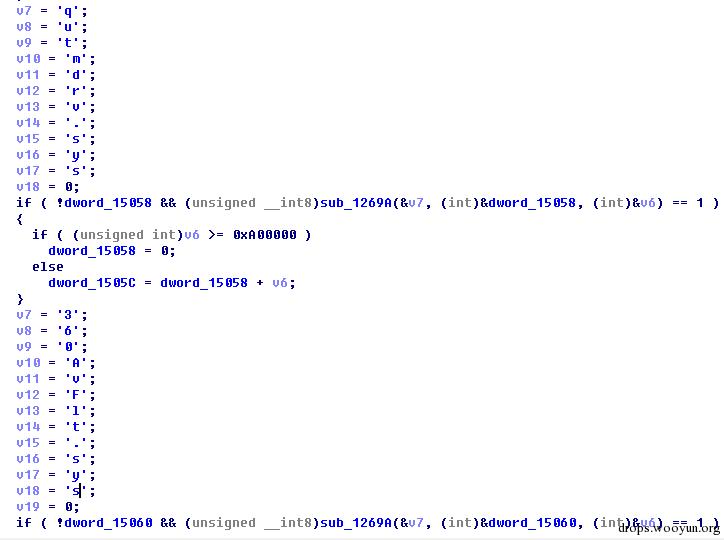 v7 = 'q';
v8 = 'u';
v9 = 't';
v10 = 'm';
v11 = 'd';
v12 = 'r';
v13 = 'v';
v14 = '.';
v15 = 's';
v16 = 'y';
v17 = 's';
v18 = 0;
if ( !dword_15058 && (unsigned __int8)sub_1269A(&v7, (int)&dword_15058, (int)&v6) == 1 )
{
if ( (unsigned int)v6 >= 0xA00000 )
dword_15058 = 0;
else
dword_1505C = dword_15058 + v6;
}
v7 = '3';
v8 = '6';
v9 = '0';
v10 = 'A';
v11 = 'v';
v12 = 'F';
v13 = 'l';
v14 = 't';
v15 = '.';
v16 = 's';
v17 = 'y';
v18 = 's';
v19 = 0;
if ( !dword_15060 && (unsigned __int8)sub_1269A(&v7, (int)&dword_15060, (int)&v6) == 1 )
drops.wooyun.org